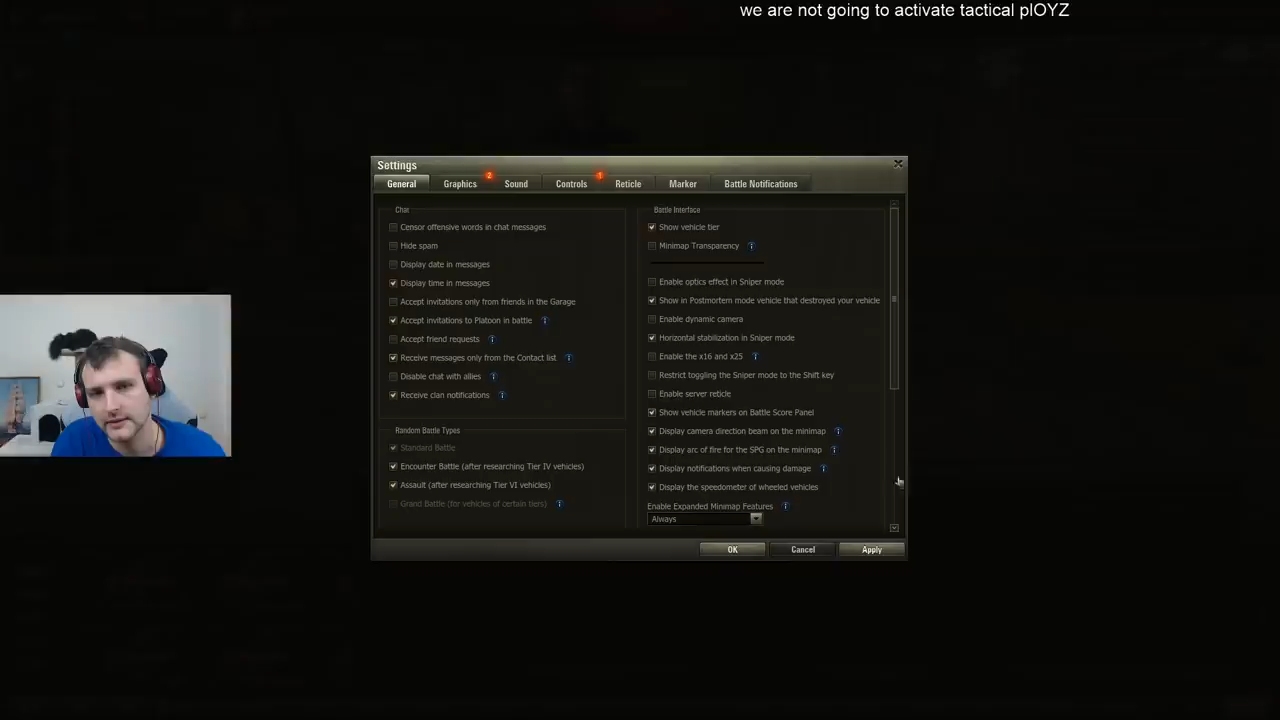 we are not going to activate tactical plOYZ
Settings
General
Graphics
2
Sound
Controls
1
Reticle
Marker
Battle Notifications
Chat
Censor offensive words in chat messages
Hide spam
Display date in messages
Display time in messages
Accept invitations only from friends in the Garage
Accept invitations to Platoon in battle
Accept friend requests
Receive messages only from the Contact list
Disable chat with allies
Receive clan notifications
Random Battle Types
Standard Battle
Encounter Battle (after researching Tier IV vehicles)
Assault (after researching Tier VI vehicles)
Grand Battle (for vehicles of certain tiers)
Battle Interface
Show vehicle tier
Minimap Transparency
Enable optics effect in Sniper mode
Show in Postmortem mode vehicle that destroyed your vehicle
Enable dynamic camera
Horizontal stabilization in Sniper mode
Enable the x16 and x25
Restrict toggling the Sniper mode to the Shift key
Enable server reticle
Show vehicle markers on Battle Score Panel
Display camera direction beam on the minimap
Display arc of fire for the SPG on the minimap
Display notifications when causing damage
Display the speedometer of wheeled vehicles
Enable Expanded Minimap Features
Always
OK
Cancel
Apply